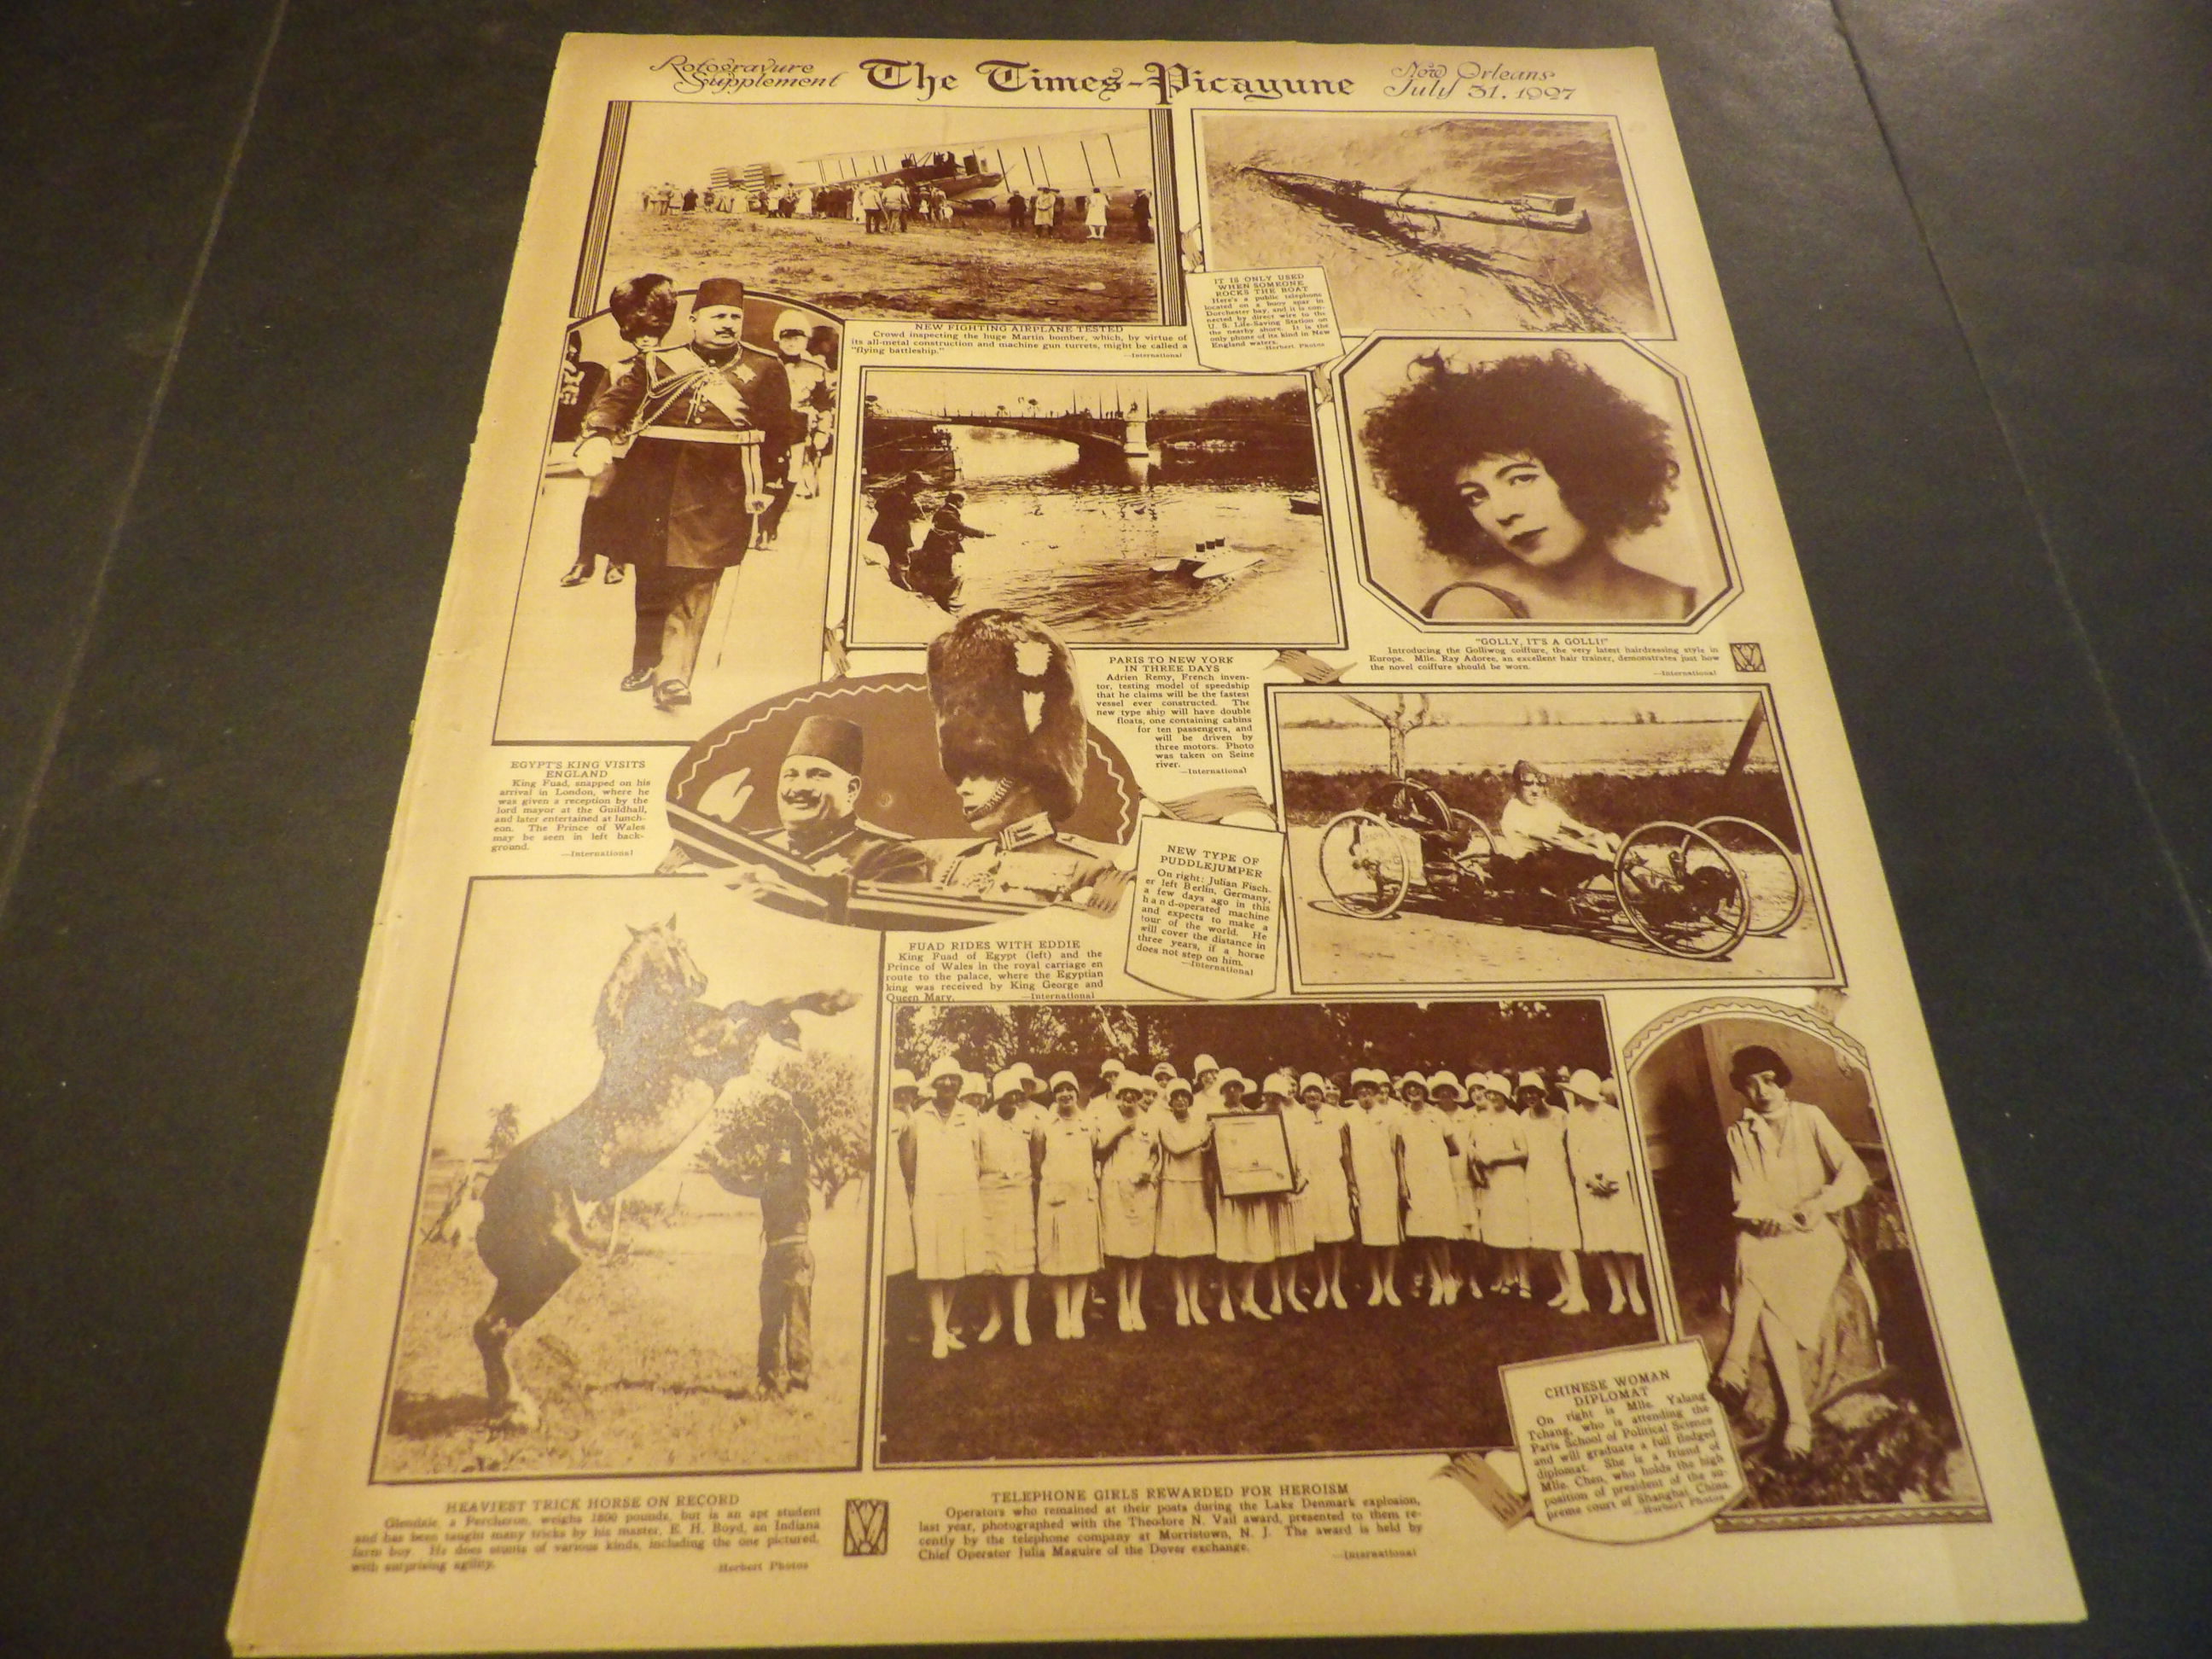 Rotogravure
Supplement
The Times-Picayune
New Orleans
July 31. 1927
NEW FIGHTING AIRPLANE TESTED
Crowd inspecting the huge Martin bomber, which, by virtue of
its all-metal construction and machine gun turrets, might be called a
"flying battleship."
—International
IT IS ONLY USED
WHEN SOMEONE
ROCKS THE BOAT
Here's a public telephone
located on a buoy spar in
Dorchester bay, and it is con-
nected by direct wire to the
U. S. Life-Saving Station on
the nearby shore. It is the
only phone of its kind in New
England waters.
—Herbert Photos
"GOLLY, IT'S A GOLLI!"
Introducing the Golliwog coiffure, the very latest hairdressing style in
Europe. Mlle. Ray Adoree, an excellent hair trainer, demonstrates just how
the novel coiffure should be worn.
—International
PARIS TO NEW YORK
IN THREE DAYS
Adrien Remy, French inven-
tor, testing model of speedship
that he claims will be the fastest
vessel ever constructed. The
new type ship will have double
floats, one containing cabins
for ten passengers, and
will be driven by
three motors. Photo
was taken on Seine
river.
—International
EGYPT'S KING VISITS
ENGLAND
King Fuad, snapped on his
arrival in London, where he
was given a reception by the
lord mayor at the Guildhall,
and later entertained at lunch-
eon. The Prince of Wales
may be seen in left back-
ground.
—International
NEW TYPE OF
PUDDLEJUMPER
On right: Julian Fisch-
er left Berlin, Germany,
a few days ago in this
hand-operated machine
and expects to make a
tour of the world. He
will cover the distance in
three years, if a horse
does not step on him.
—International
FUAD RIDES WITH EDDIE
King Fuad of Egypt (left) and the
Prince of Wales in the royal carriage en
route to the palace, where the Egyptian
king was received by King George and
Queen Mary.
—International
CHINESE WOMAN
DIPLOMAT
On right is Mlle. Yalung
Tchang, who is attending the
Paris School of Political Science
and will graduate a full fledged
diplomat. She is a friend of
Mlle. Chen, who holds the high
position of president of the su-
preme court of Shanghai, China.
—Herbert Photos
HEAVIEST TRICK HORSE ON RECORD
Glendale, a Percheron, weighs 1800 pounds, but is an apt student
and has been taught many tricks by his master, E. H. Boyd, an Indiana
farm boy. He does stunts of various kinds, including the one pictured,
with surprising agility.
Herbert Photos
TELEPHONE GIRLS REWARDED FOR HEROISM
Operators who remained at their posts during the Lake Denmark explosion,
last year, photographed with the Theodore N. Vail award, presented to them re-
cently by the telephone company at Morristown, N. J. The award is held by
Chief Operator Julia Maguire of the Dover exchange.
—International